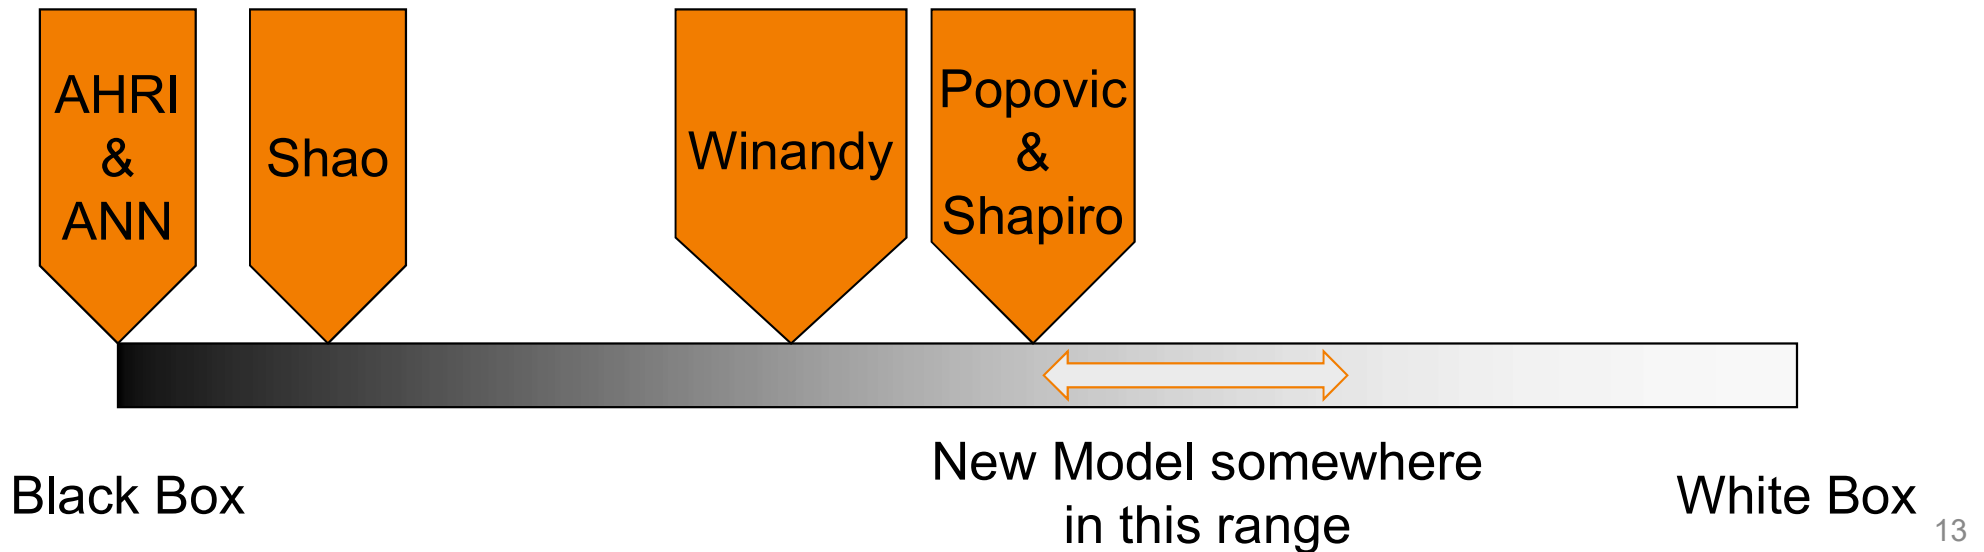 AHRI
&
ANN
Shao
Winandy
Popovic
&
Shapiro
Black Box
New Model somewhere
in this range
White Box
13